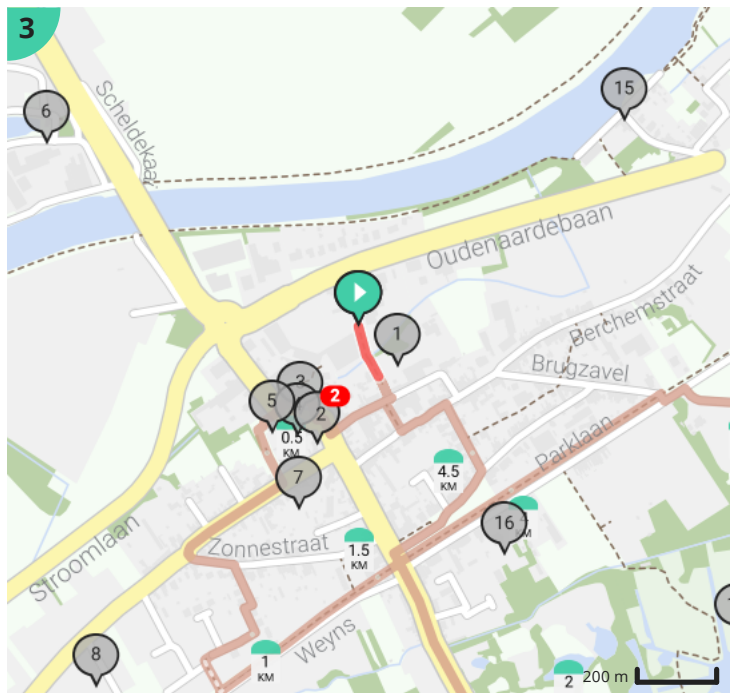 3
15
6
Scheldekaai
Oudenaardebaan
1
Berchemstraat
Brugzavel
2
5
2
0.5
KM
4.5
KM
Parklaan
7
16
Zonnestraat
1.5
KM
Stroomlaan
Weyns
8
1
KM
2
200 m